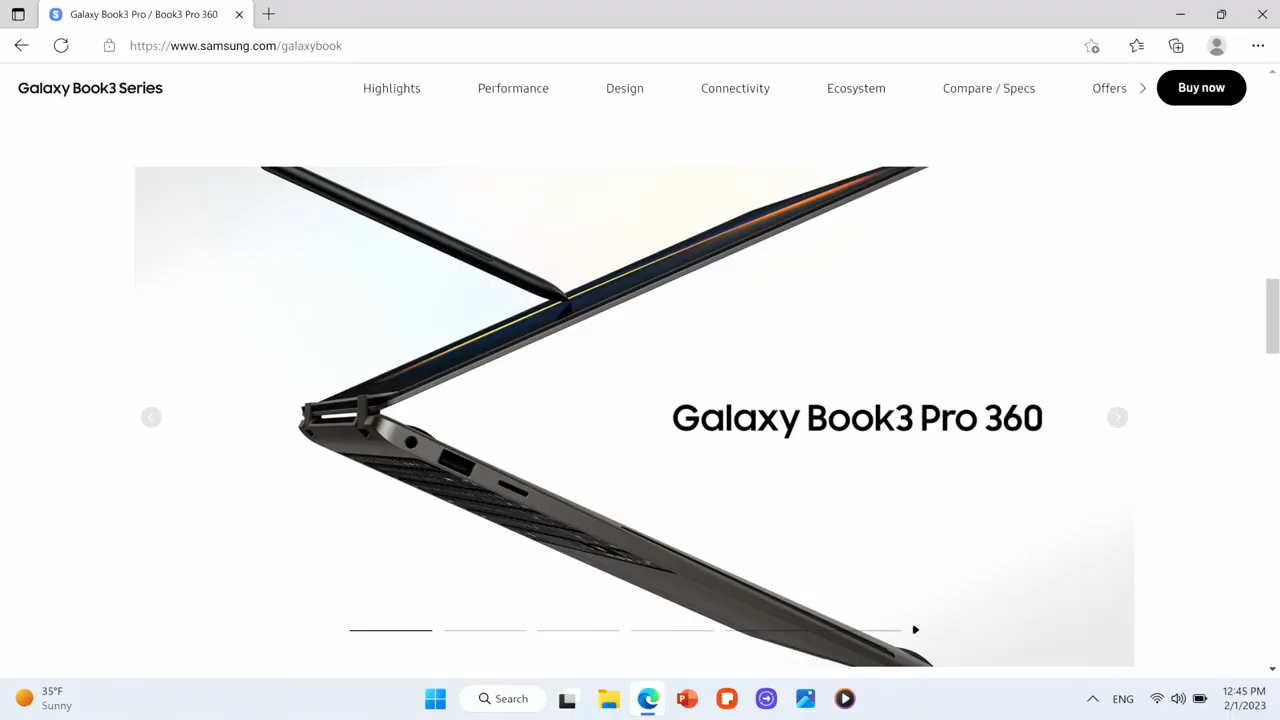 Galaxy Book3 Pro / Book3 Pro 360
https://www.samsung.com/galaxybook
Galaxy Book3 Series
Highlights
Performance
Design
Connectivity
Ecosystem
Compare / Specs
Offers
Buy now
Galaxy Book3 Pro 360
35°F
Sunny
Search
ENG
12:45 PM
2/1/2023